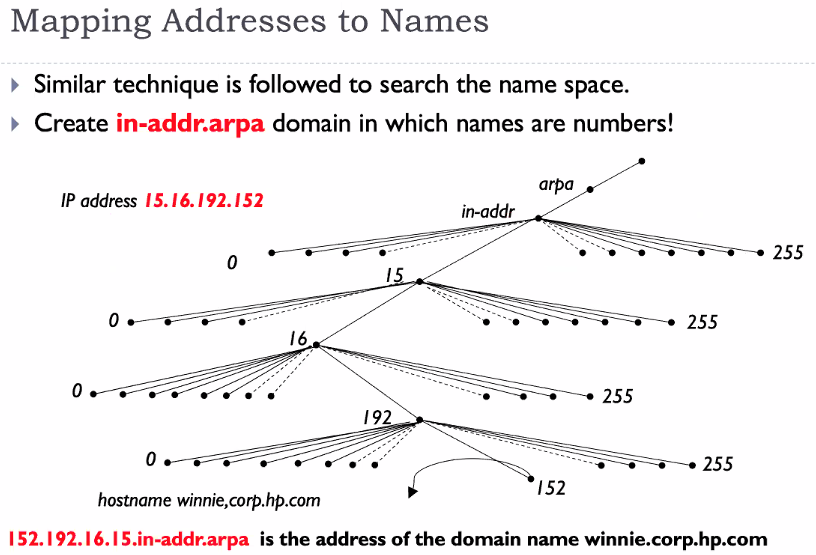 Mapping Addresses to Names
Similar technique is followed to search the name space.
Create in-addr.arpa domain in which names are numbers!
arpa
IP address 15.16.192.152
in-addr
0
255
15
0
255
16
0
255
192
0
255
152
hostname winnie,corp.hp.com
152.192.16.15.in-addr.arpa is the address of the domain name winnie.corp.hp.com